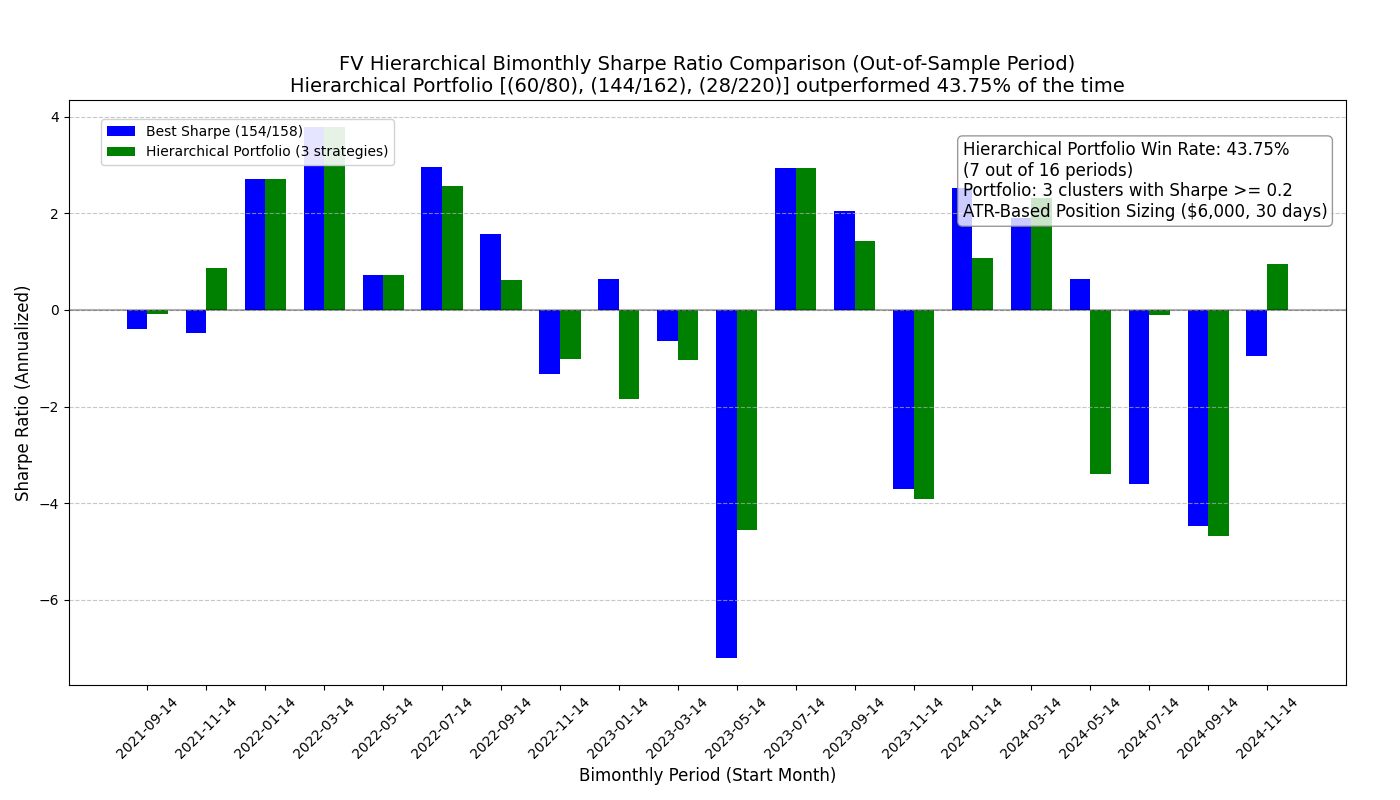 FV Hierarchical Bimonthly Sharpe Ratio Comparison (Out-of-Sample Period)
Hierarchical Portfolio [(60/80), (144/162), (28/220)] outperformed 43.75% of the time
Best Sharpe (154/158)
Hierarchical Portfolio (3 strategies)
Hierarchical Portfolio Win Rate: 43.75%
(7 out of 16 periods)
Portfolio: 3 clusters with Sharpe >= 0.2
ATR-Based Position Sizing ($6,000, 30 days)
Sharpe Ratio (Annualized)
4
2
0
−2
−4
−6
2021-09-14
2021-11-14
2022-01-14
2022-03-14
2022-05-14
2022-07-14
2022-09-14
2022-11-14
2023-01-14
2023-03-14
2023-05-14
2023-07-14
2023-09-14
2023-11-14
2024-01-14
2024-03-14
2024-05-14
2024-07-14
2024-09-14
2024-11-14
Bimonthly Period (Start Month)